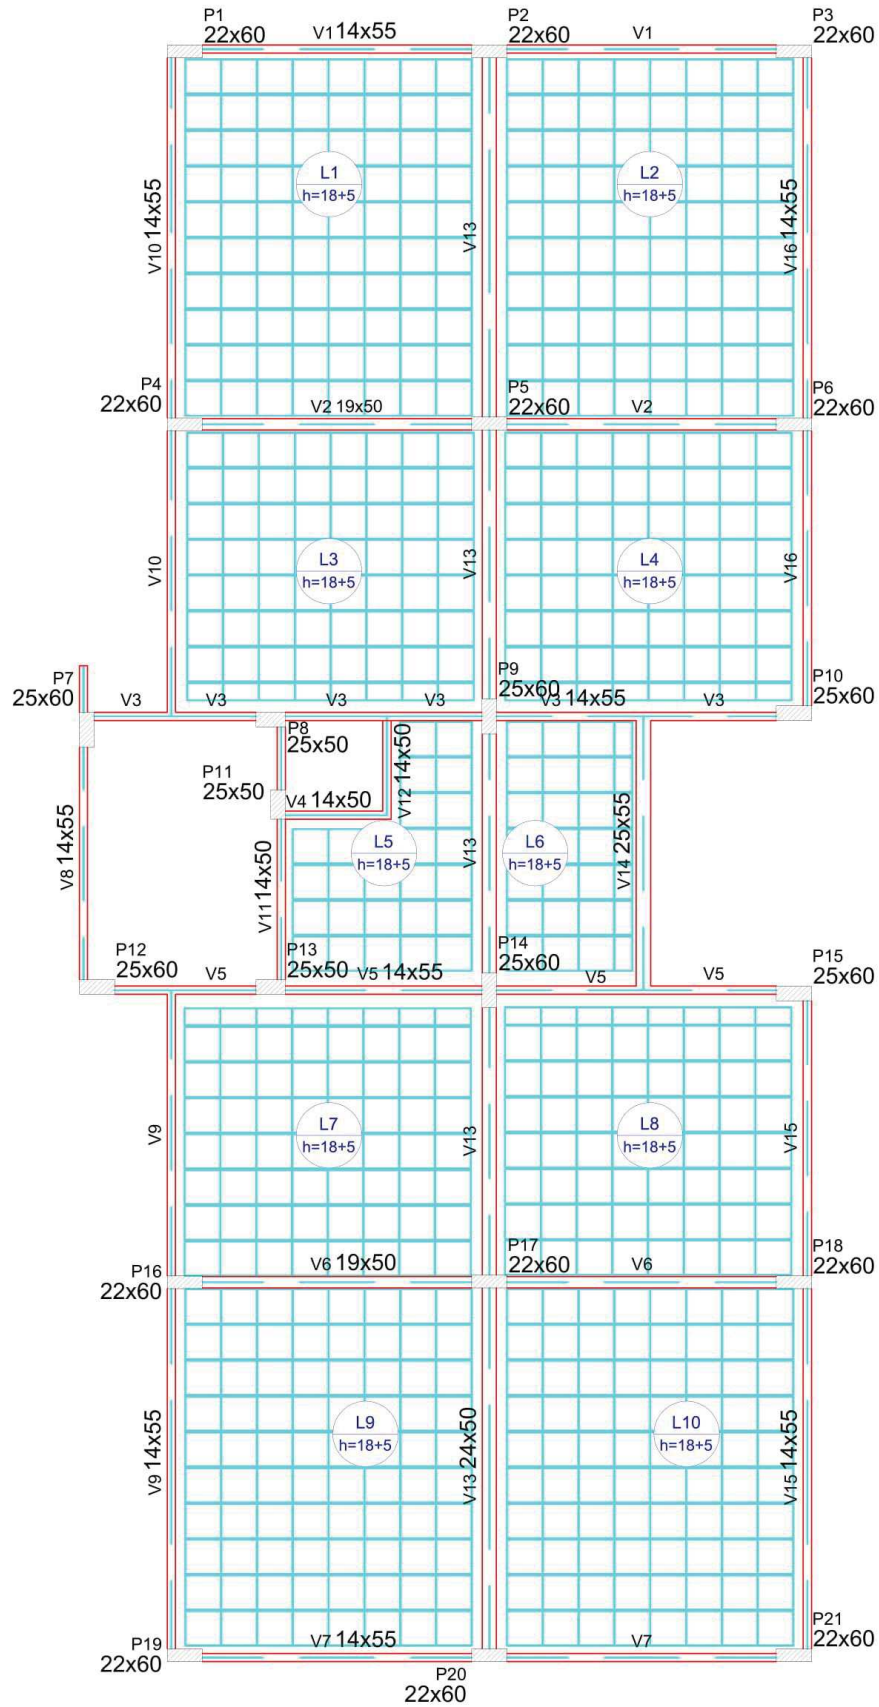 P1
22x60
V1 14x55
P2
22x60
V1
P3
22x60
L1
h=18+5
L2
h=18+5
V10 14x55
V13
V16 14x55
P4
22x60
V2 19x50
P5
22x60
V2
P6
22x60
V10
L3
h=18+5
V13
L4
h=18+5
V16
P7
25x60
V3
V3
V3
V3
P9
25x60
V3 14x55
V3
P10
25x60
P8
25x50
P11
25x50
V4 14x50
V12 14x50
V8 14x55
V11 14x50
L5
h=18+5
V13
L6
h=18+5
V14 25x55
P12
25x60
V5
P13
25x50
V5 14x55
P14
25x60
V5
V5
P15
25x60
V9
L7
h=18+5
V13
L8
h=18+5
V15
P16
22x60
V6 19x50
P17
22x60
V6
P18
22x60
V9 14x55
L9
h=18+5
V13 24x50
L10
h=18+5
V15 14x55
P19
22x60
V7 14x55
P20
22x60
V7
P21
22x60